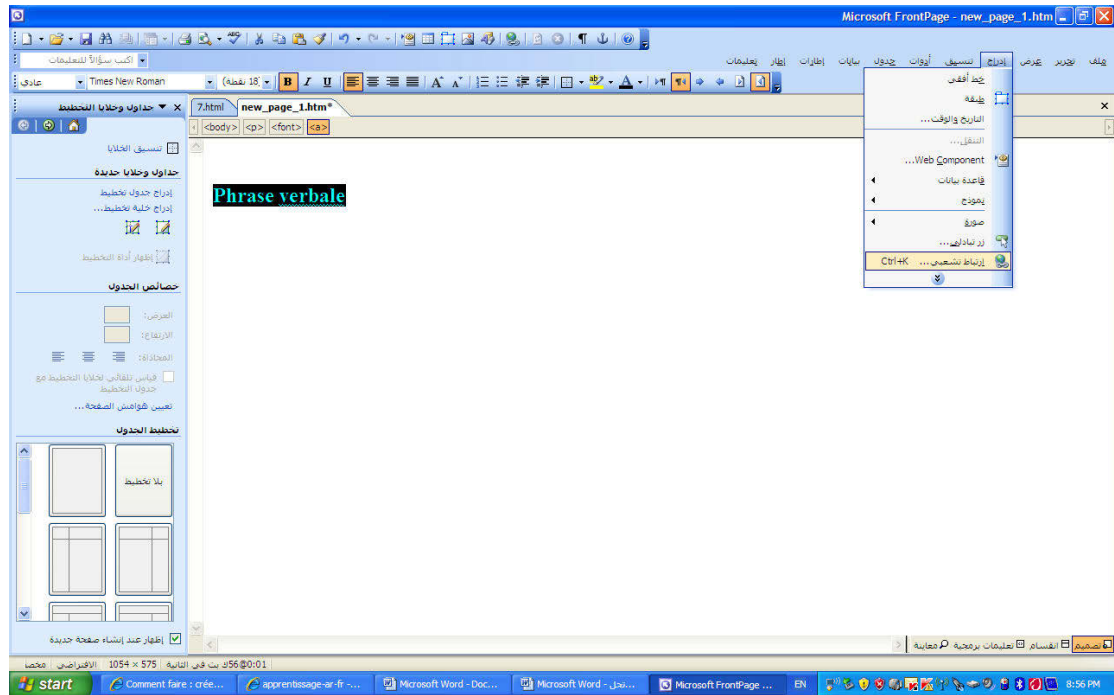 Microsoft FrontPage - new_page_1.htm
ملف تحرير عرض إدراج تنسيق أدوات جدول بيانات إطارات إطار تعليمات
اكتب سؤالاً للتعليمات
عادي Times New Roman 18 (نقطة) B I U
جداول وخلايا التخطيط
7.html new_page_1.htm*
<body> <p> <font> <a>
تنسيق الخلايا
جداول وخلايا جديدة
إدراج جدول تخطيط
إدراج خلية تخطيط...
إظهار أداة التخطيط
خصائص الجدول
العرض:
الارتفاع:
المحاذاة:
قياس تلقائي لخلايا التخطيط مع
جدول التخطيط
تعيين هوامش الصفحة...
تخطيط الجدول
بلا تخطيط
إظهار عند إنشاء صفحة جديدة
Phrase verbale
خط أفقي
طبقة
التاريخ والوقت...
التنقل...
Web Component...
قاعدة بيانات
نموذج
صورة
زر تبادلي...
إرتباط تشعبي... Ctrl+K
تصميم انقسام تعليمات برمجية معاينة
0:01@56ك بت في الثانية 575 × 1054 الافتراضي مخصص
start Comment faire : crée... apprentissage-ar-fr -... Microsoft Word - Doc... Microsoft Word - ... Microsoft FrontPage ... EN 8:56 PM